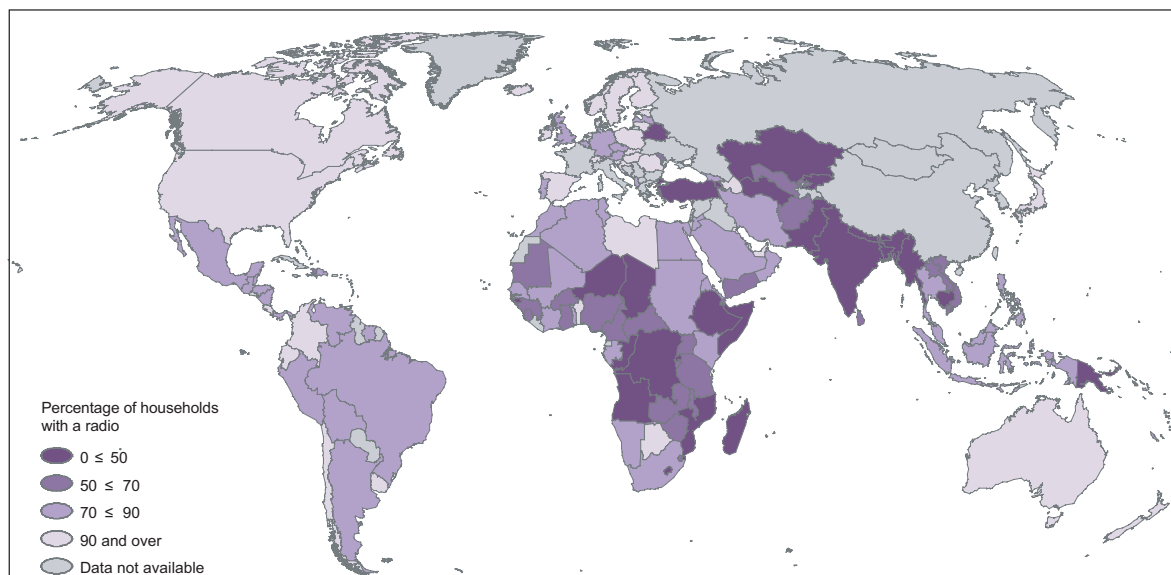 Percentage of households
with a radio
0 ≤ 50
50 ≤ 70
70 ≤ 90
90 and over
Data not available